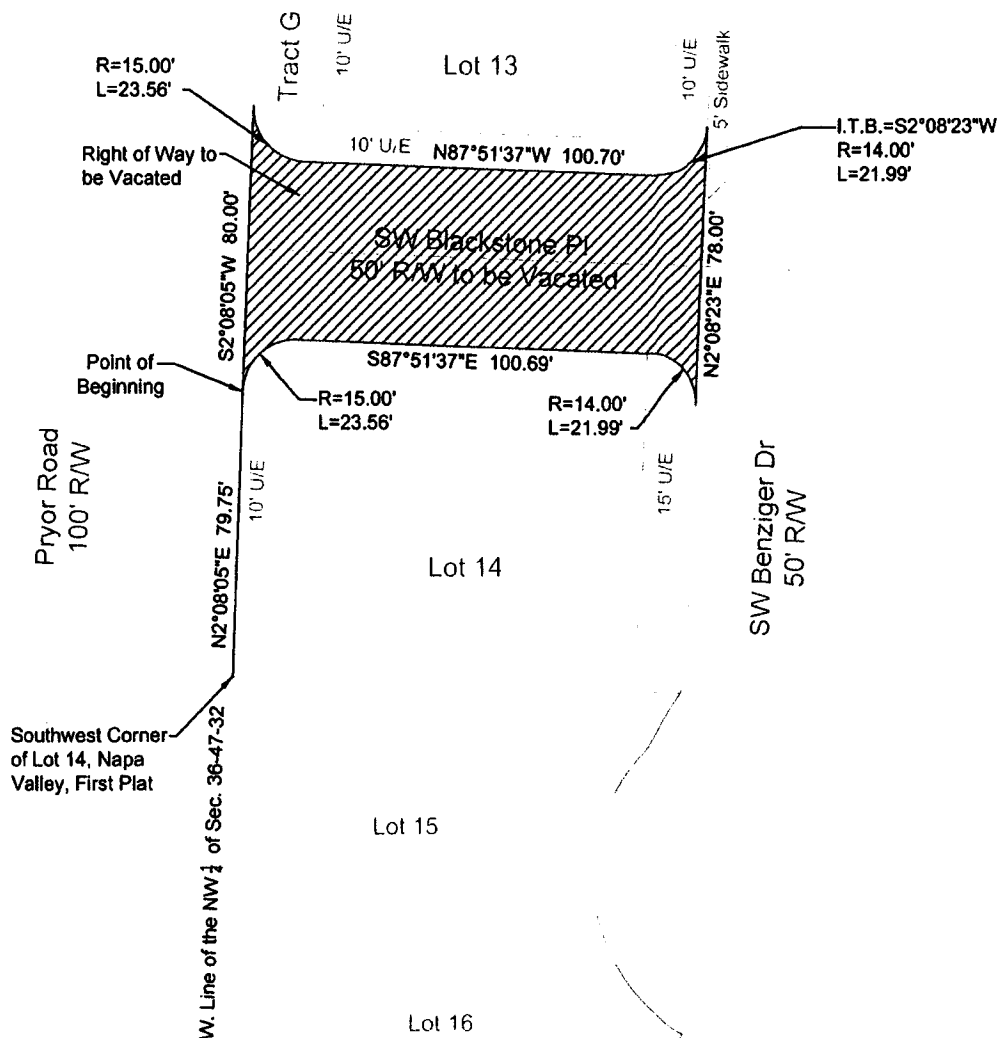 Tract G
10' U/E
Lot 13
10' U/E
5' Sidewalk
R=15.00'
L=23.56'
I.T.B.=S2°08'23"W
R=14.00'
L=21.99'
10' U/E
N87°51'37"W 100.70'
Right of Way to
be Vacated
S2°08'05"W 80.00'
SW Blackstone Pl
50' R/W to be Vacated
N2°08'23"E 78.00'
S87°51'37"E 100.69'
Point of
Beginning
R=15.00'
L=23.56'
R=14.00'
L=21.99'
Pryor Road
100' R/W
N2°08'05"E 79.75'
10' U/E
15' U/E
SW Benziger Dr
50' R/W
Lot 14
Southwest Corner
of Lot 14, Napa
Valley, First Plat
W. Line of the NW ¼ of Sec. 36-47-32
Lot 15
Lot 16